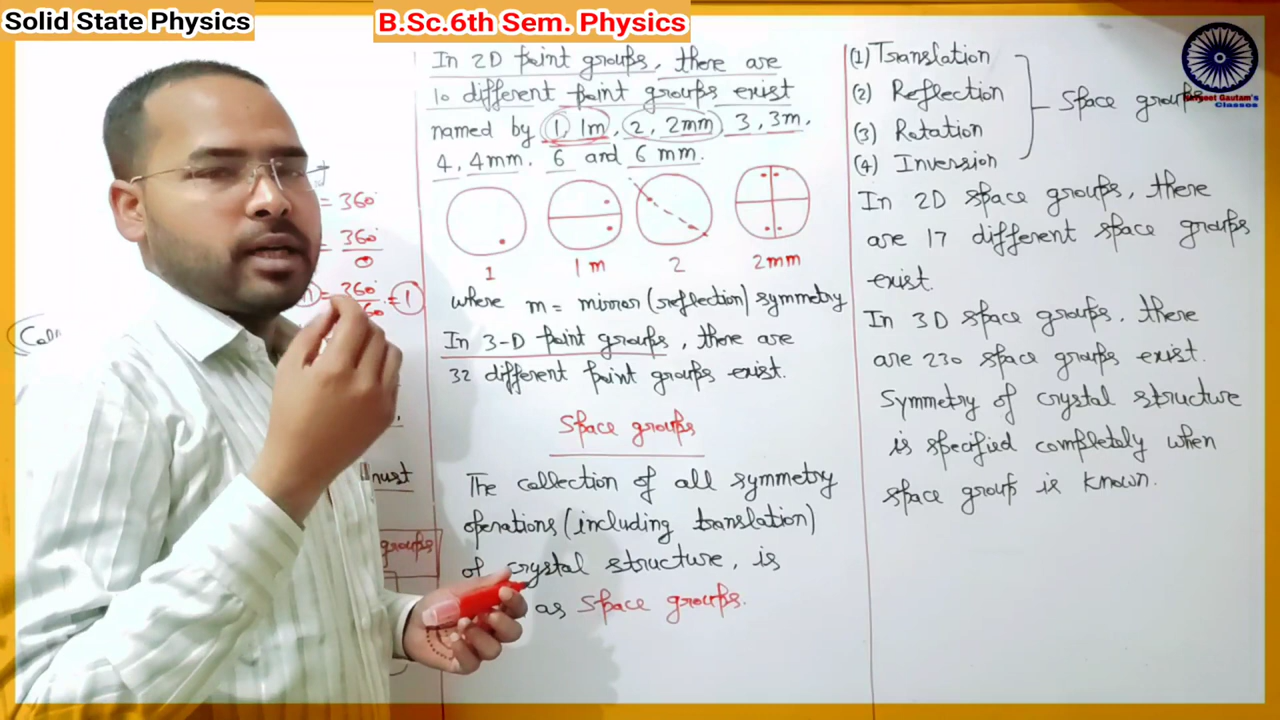 Solid State Physics
B.Sc.6th Sem. Physics
= 360°
= 360°
θ
= 360°
= 1
must
groups
In 2D point groups, there are
10 different point groups exist
named by 1, 1m, 2, 2mm, 3, 3m,
4, 4mm, 6 and 6 mm.
1
1m
2
2mm
where m = mirror (reflection) symmetry
In 3-D point groups, there are
32 different point groups exist.
Space groups
The collection of all symmetry
operations (including translation)
of crystal structure, is
as space groups.
(1) Translation
(2) Reflection
(3) Rotation
(4) Inversion
Space groups
Gautam's
Classes
In 2D space groups, there
are 17 different space groups
exist.
In 3D space groups, there
are 230 space groups exist.
Symmetry of crystal structure
is specified completely when
space group is known.